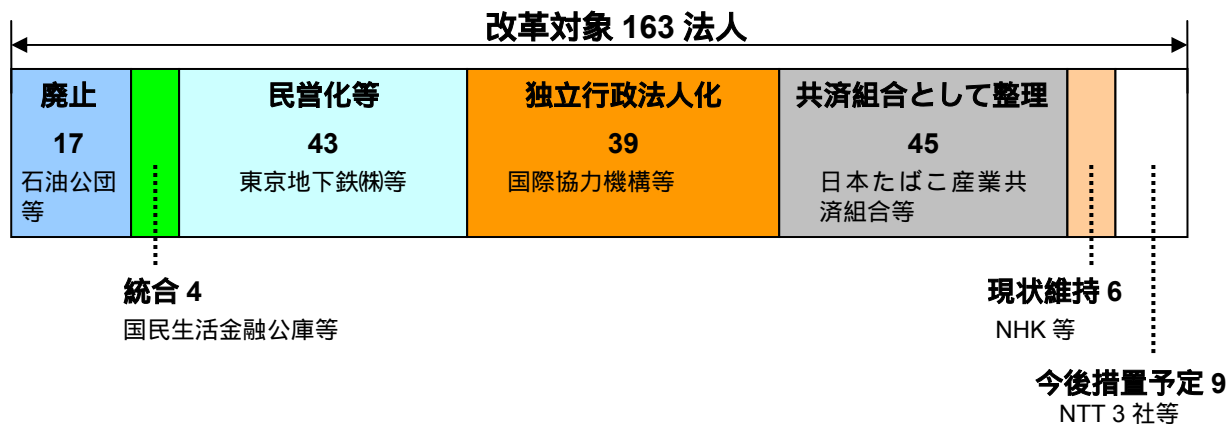 改革対象 163 法人
廃止
17
石油公団
等
民営化等
43
東京地下鉄㈱等
独立行政法人化
39
国際協力機構等
共済組合として整理
45
日本たばこ産業共
済組合等
統合 4
国民生活金融公庫等
現状維持 6
NHK 等
今後措置予定 9
NTT 3 社等